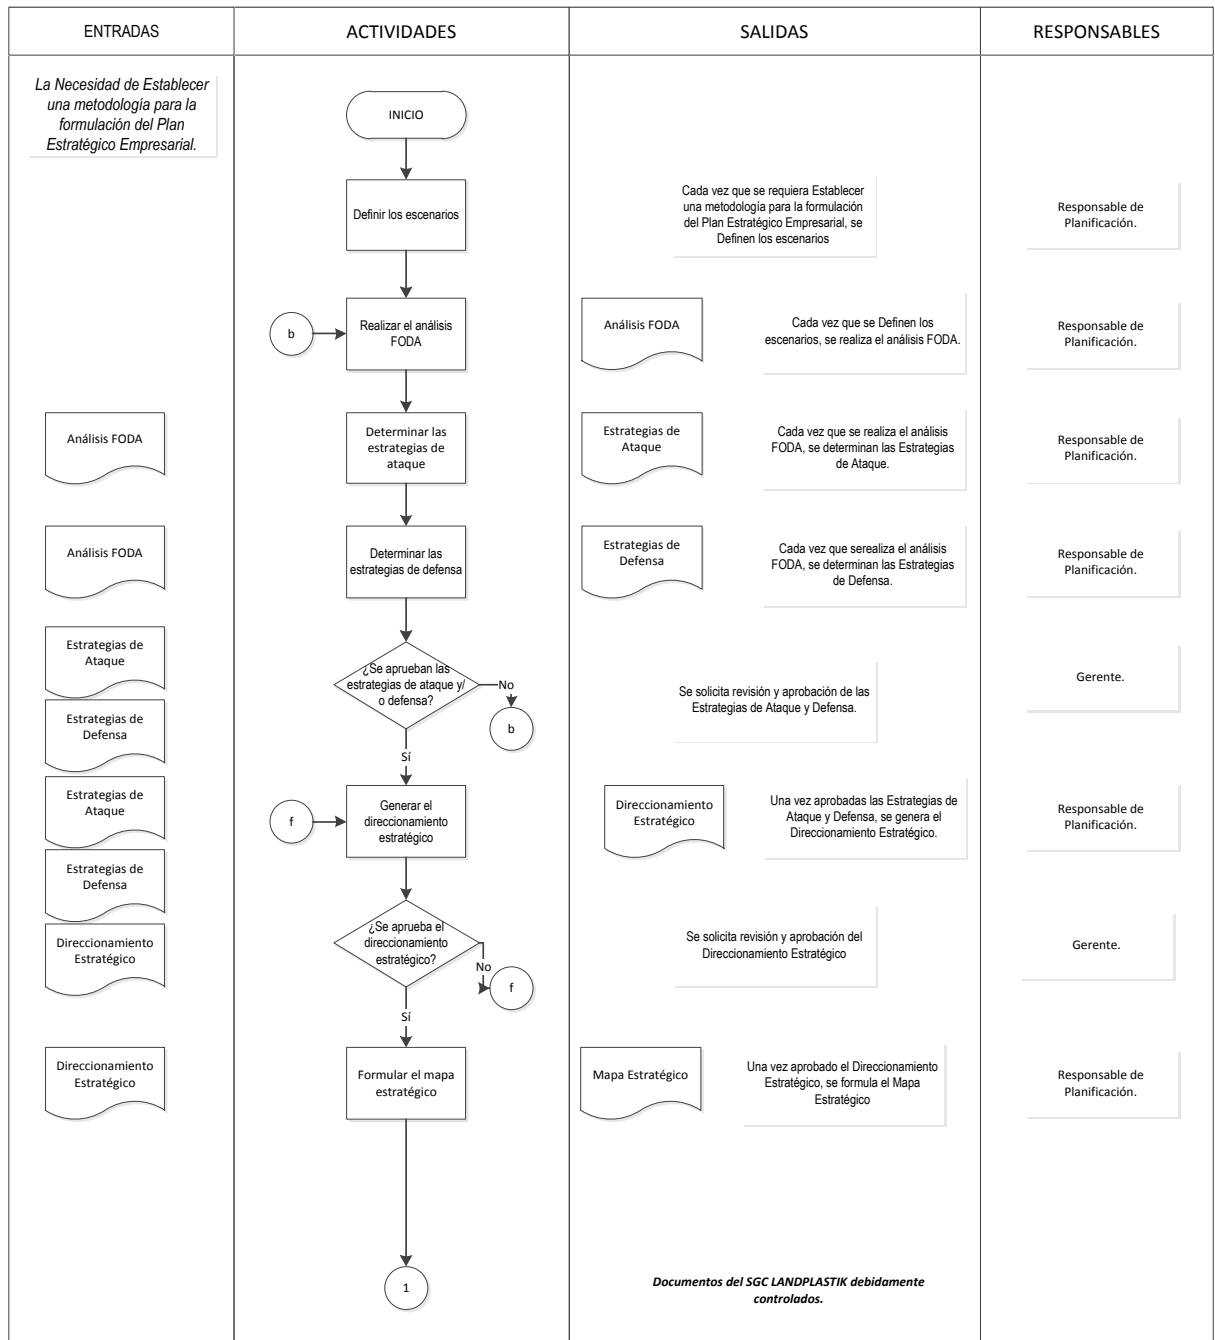 ENTRADAS
ACTIVIDADES
SALIDAS
RESPONSABLES
La Necesidad de Establecer
una metodología para la
formulación del Plan
Estratégico Empresarial.
INICIO
Definir los escenarios
Cada vez que se requiera Establecer
una metodología para la formulación
del Plan Estratégico Empresarial, se
Definen los escenarios
Responsable de
Planificación.
b
Realizar el análisis
FODA
Análisis FODA
Cada vez que se Definen los
escenarios, se realiza el análisis FODA.
Responsable de
Planificación.
Análisis FODA
Determinar las
estrategias de
ataque
Estrategias de
Ataque
Cada vez que se realiza el análisis
FODA, se determinan las Estrategias
de Ataque.
Responsable de
Planificación.
Análisis FODA
Determinar las
estrategias de defensa
Estrategias de
Defensa
Cada vez que serealiza el análisis
FODA, se determinan las Estrategias
de Defensa.
Responsable de
Planificación.
Estrategias de
Ataque
Estrategias de
Defensa
¿Se aprueban las
estrategias de ataque y/
o defensa?
No
b
Sí
Se solicita revisión y aprobación de las
Estrategias de Ataque y Defensa.
Gerente.
Estrategias de
Ataque
Estrategias de
Defensa
f
Generar el
direccionamiento
estratégico
Direccionamiento
Estratégico
Una vez aprobadas las Estrategias de
Ataque y Defensa, se genera el
Direccionamiento Estratégico.
Responsable de
Planificación.
Direccionamiento
Estratégico
¿Se aprueba el
direccionamiento
estratégico?
No
f
Sí
Se solicita revisión y aprobación del
Direccionamiento Estratégico
Gerente.
Direccionamiento
Estratégico
Formular el mapa
estratégico
Mapa Estratégico
Una vez aprobado el Direccionamiento
Estratégico, se formula el Mapa
Estratégico
Responsable de
Planificación.
1
Documentos del SGC LANDPLASTIK debidamente
controlados.